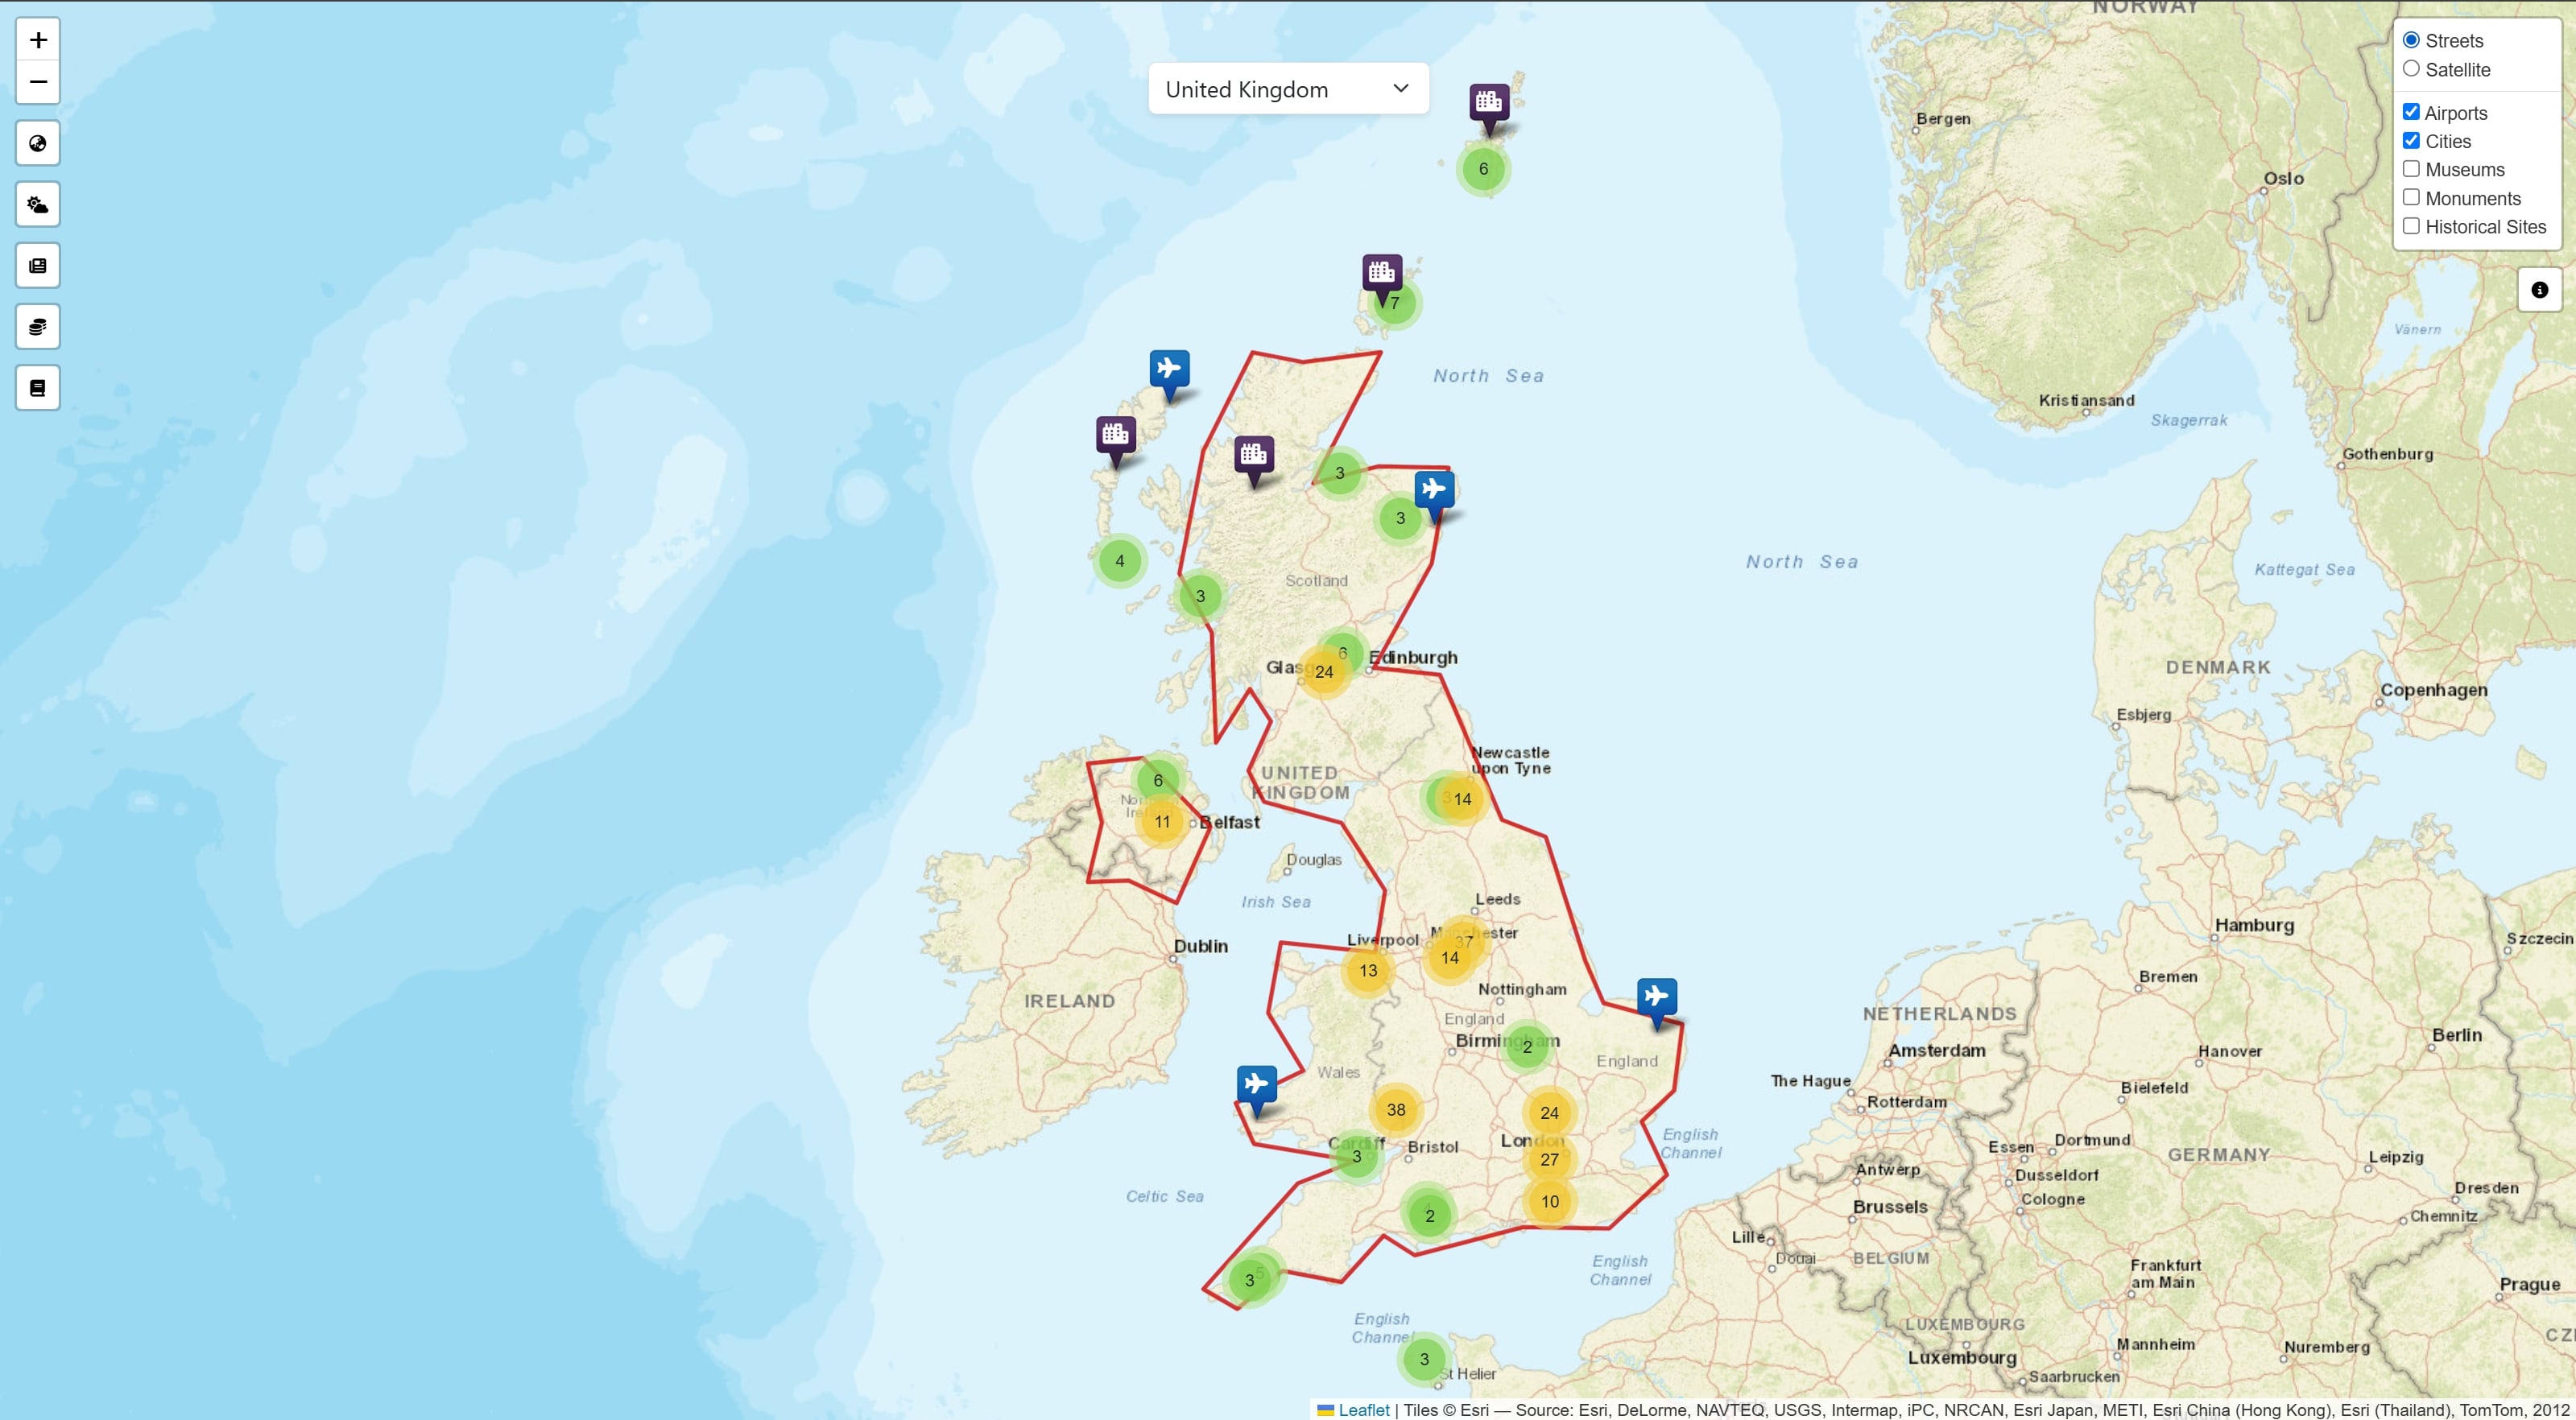 +
−
United Kingdom
Streets
Satellite
Airports
Cities
Museums
Monuments
Historical Sites
NORWAY
Bergen
Oslo
6
7
Vänern
North Sea
Kristiansand
Skagerrak
Gothenburg
3
3
4
North Sea
Kattegat Sea
Scotland
3
6
Edinburgh
24
DENMARK
Copenhagen
Esbjerg
Newcastle
upon Tyne
UNITED
KINGDOM
6
3
14
11
Belfast
Douglas
Irish Sea
Leeds
Liverpool
Manchester
37
14
13
Dublin
Hamburg
Szczecin
Bremen
Nottingham
IRELAND
England
NETHERLANDS
Birmingham
2
England
Amsterdam
Hanover
Berlin
Wales
The Hague
Bielefeld
Rotterdam
38
24
Cardiff
Bristol
London
English
Channel
Essen
Dortmund
GERMANY
Leipzig
3
27
Antwerp
Dusseldorf
Dresden
Celtic Sea
10
Cologne
Brussels
2
Chemnitz
Lille
Douai
BELGIUM
English
Channel
Frankfurt
am Main
3
5
Prague
English
Channel
LUXEMBOURG
Mannheim
Nuremberg
Luxembourg
3
St Helier
Saarbrucken
Leaflet | Tiles © Esri — Source: Esri, DeLorme, NAVTEQ, USGS, Intermap, iPC, NRCAN, Esri Japan, METI, Esri China (Hong Kong), Esri (Thailand), TomTom, 2012